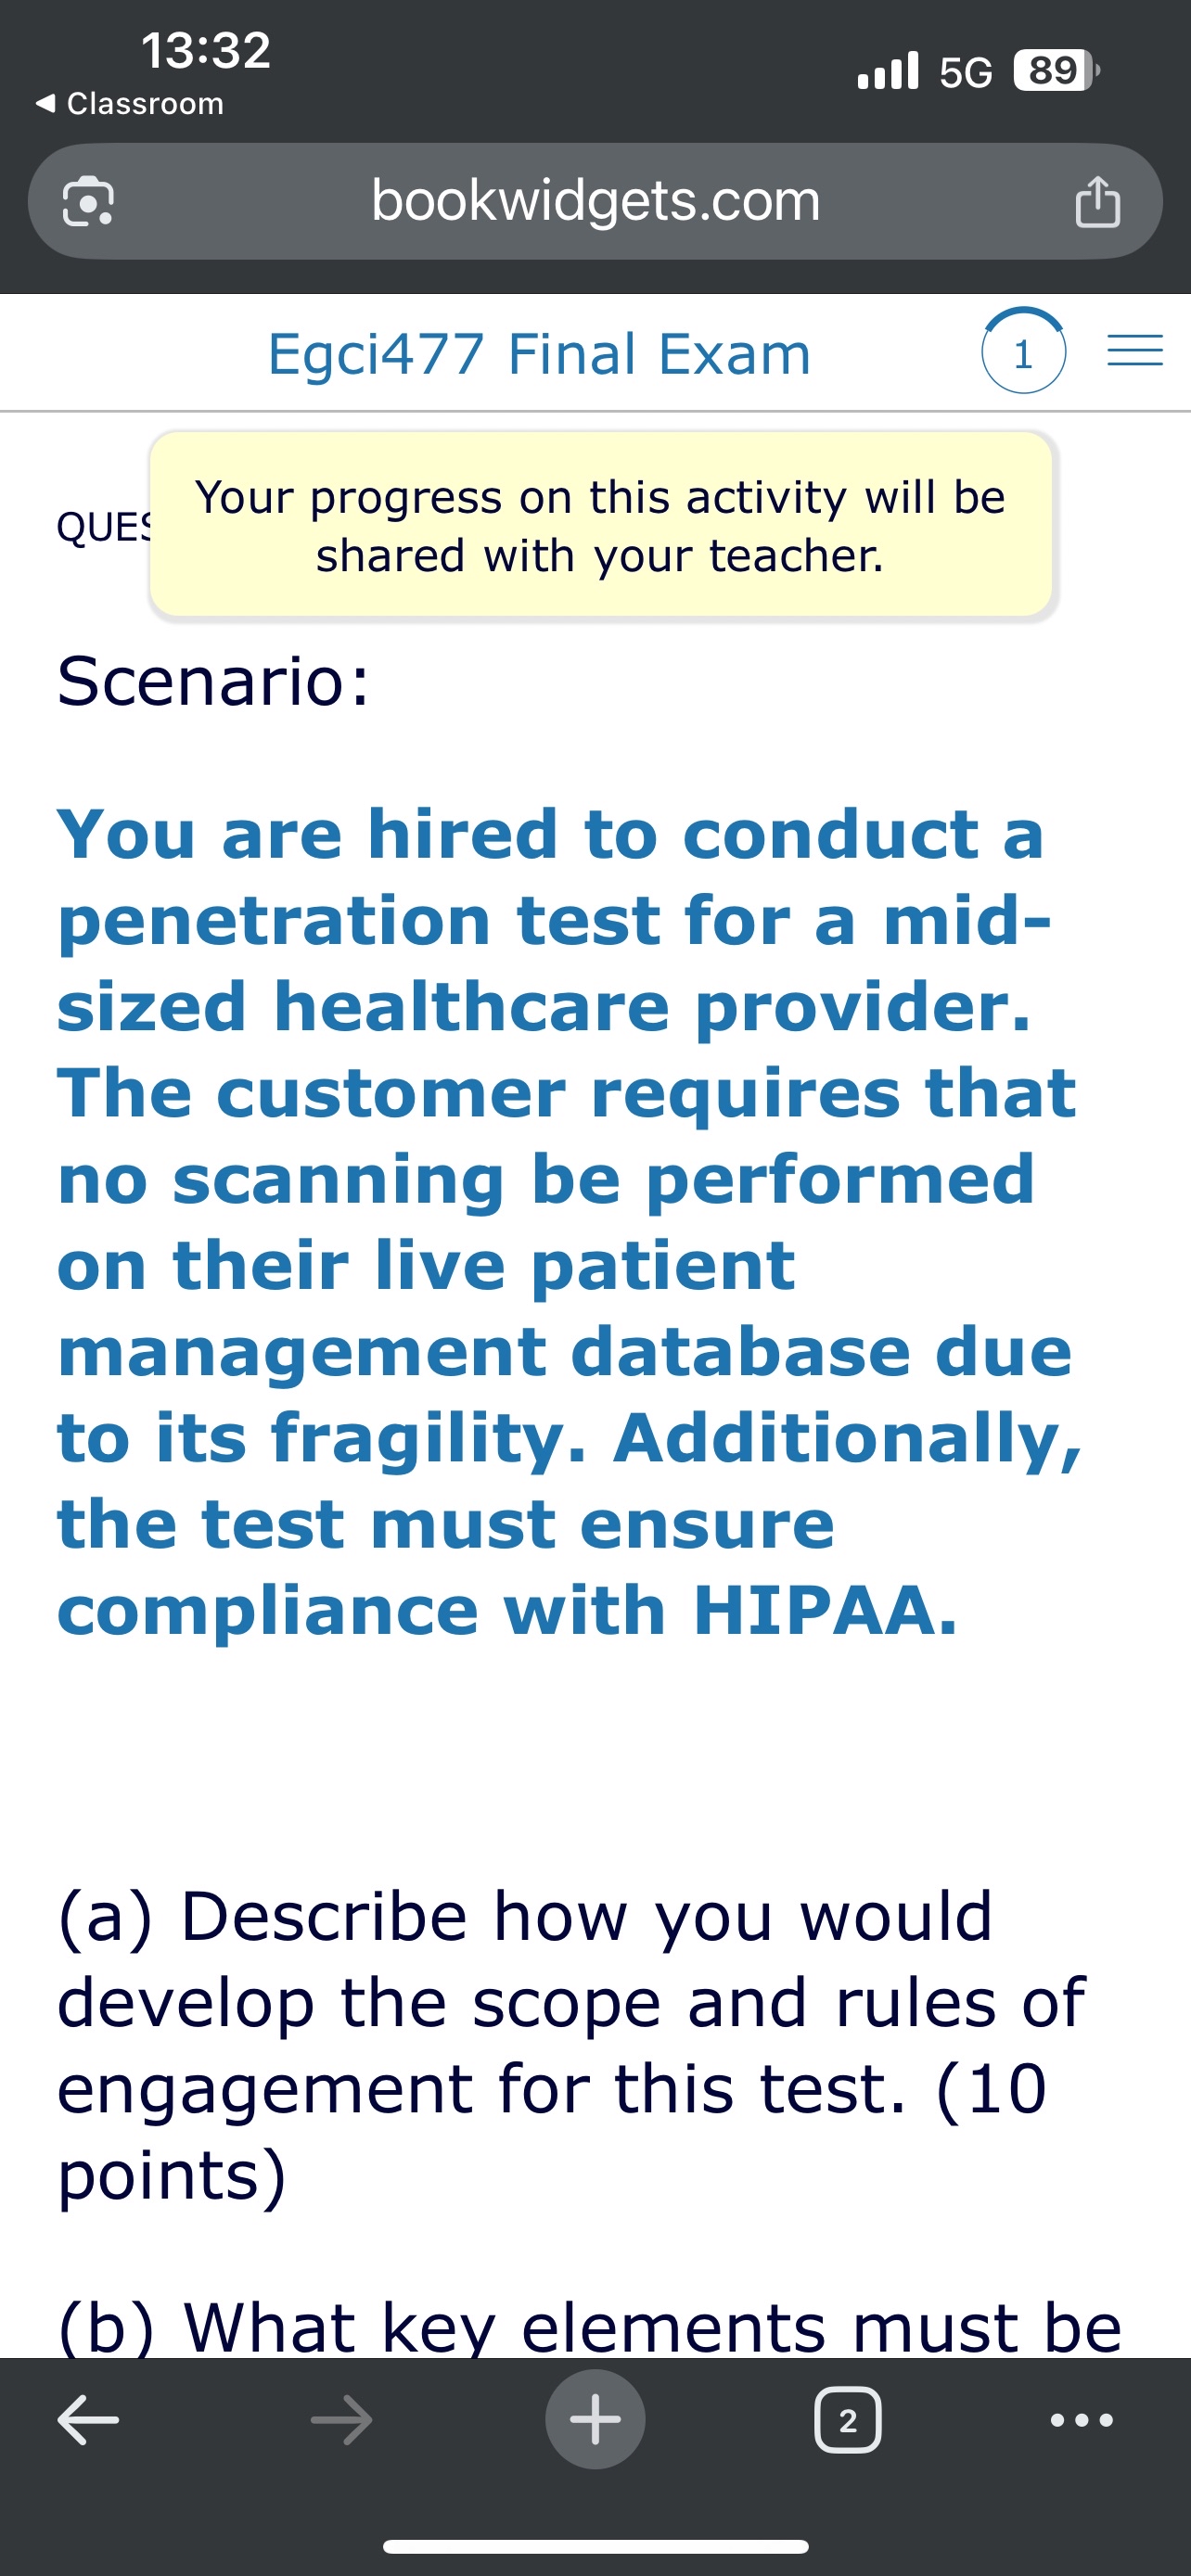 13:32
5G 89
Classroom
bookwidgets.com
Egci477 Final Exam
1
Your progress on this activity will be
shared with your teacher.
Scenario:
You are hired to conduct a
penetration test for a mid-
sized healthcare provider.
The customer requires that
no scanning be performed
on their live patient
management database due
to its fragility. Additionally,
the test must ensure
compliance with HIPAA.
(a) Describe how you would
develop the scope and rules of
engagement for this test. (10
points)
(b) What key elements must be
2